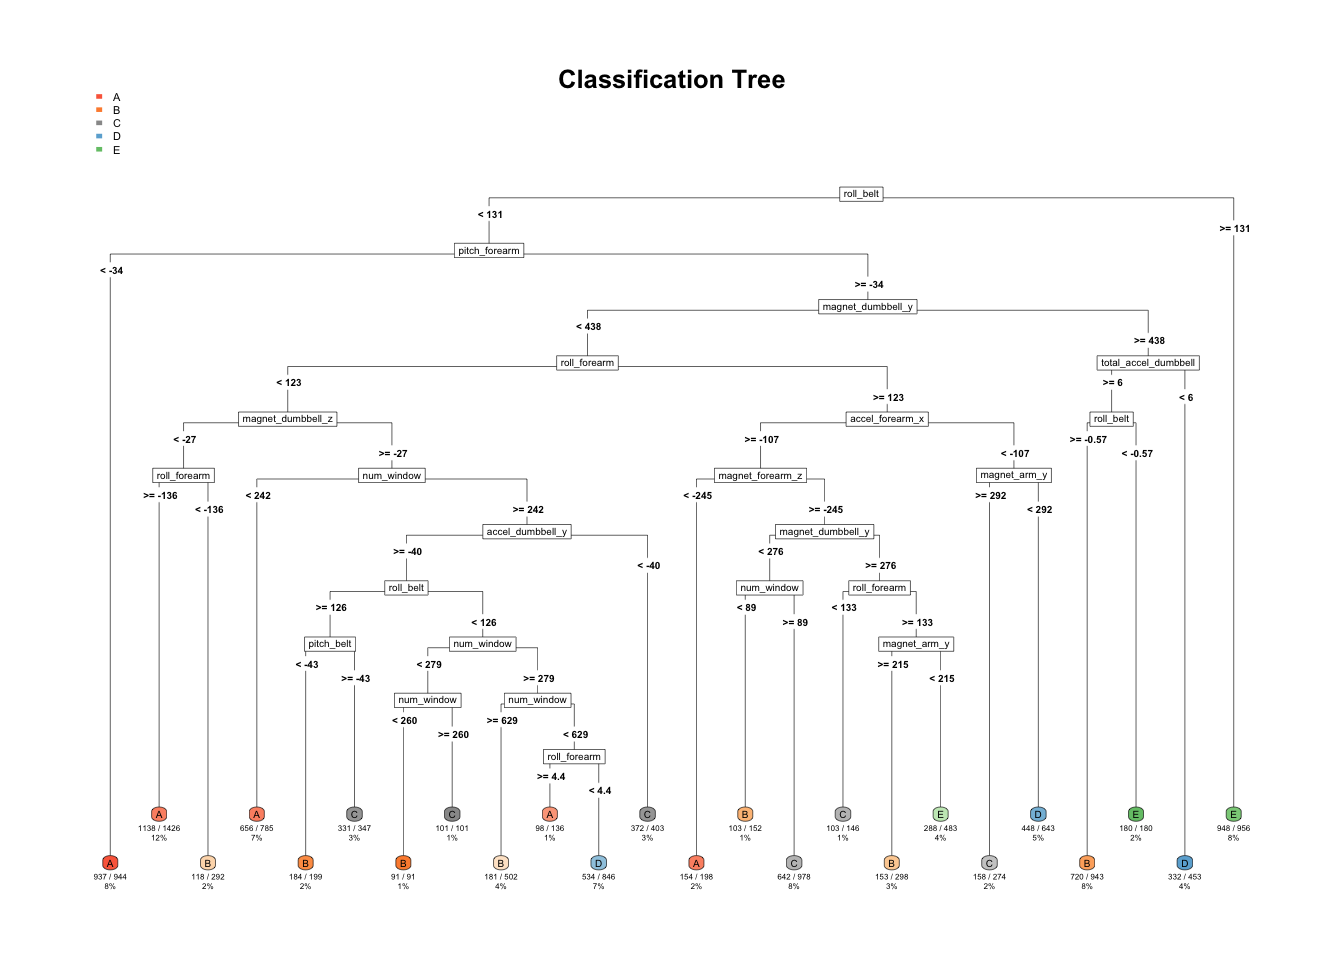 Classification Tree
A
B
C
D
E
roll_belt
< 131
>= 131
pitch_forearm
< -34
>= -34
magnet_dumbbell_y
< 438
>= 438
roll_forearm
total_accel_dumbbell
< 123
>= 123
>= 6
< 6
magnet_dumbbell_z
accel_forearm_x
roll_belt
< -27
>= -27
>= -107
< -107
>= -0.57
< -0.57
roll_forearm
num_window
magnet_forearm_z
magnet_arm_y
>= -136
< -136
< 242
>= 242
< -245
>= -245
>= 292
< 292
accel_dumbbell_y
magnet_dumbbell_y
>= -40
< -40
< 276
>= 276
roll_belt
num_window
roll_forearm
>= 126
< 126
< 89
>= 89
< 133
>= 133
pitch_belt
num_window
magnet_arm_y
< -43
>= -43
< 279
>= 279
>= 215
< 215
num_window
num_window
< 260
>= 260
>= 629
< 629
roll_forearm
>= 4.4
< 4.4
A A C C A C B C E D E E
1138 / 1426 656 / 785 331 / 347 101 / 101 98 / 136 372 / 403 103 / 152 103 / 146 288 / 483 448 / 643 180 / 180 948 / 956
12% 7% 3% 1% 1% 3% 1% 1% 4% 5% 2% 8%
A B B B B D A C B C B D
937 / 944 118 / 292 184 / 199 91 / 91 181 / 502 534 / 846 154 / 198 642 / 978 153 / 298 158 / 274 720 / 943 332 / 453
8% 2% 2% 1% 4% 7% 2% 8% 3% 2% 8% 4%